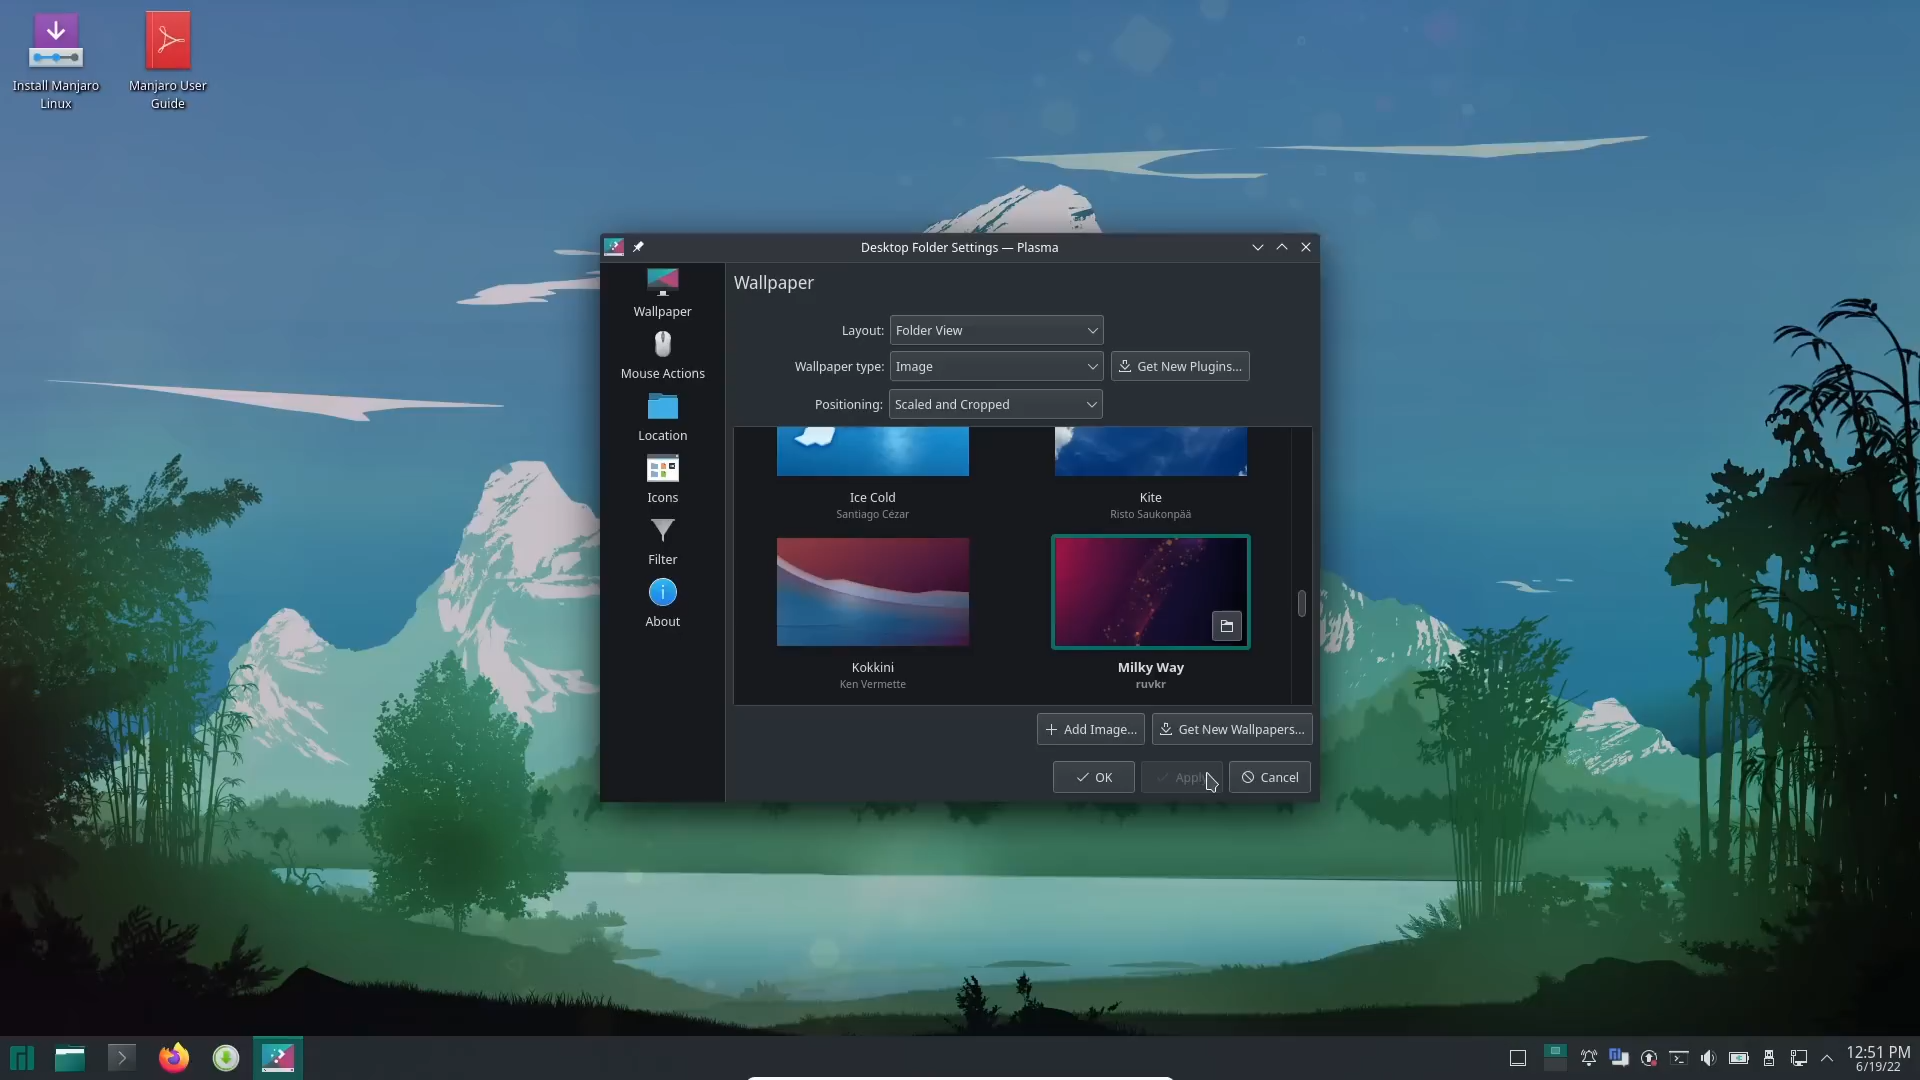 Install Manjaro
Linux
Manjaro User
Guide
Desktop Folder Settings — Plasma
Wallpaper
Mouse Actions
Location
Icons
Filter
About
Wallpaper
Layout: Folder View
Wallpaper type: Image Get New Plugins...
Positioning: Scaled and Cropped
Ice Cold
Santiago Cézar
Kite
Risto Saukonpää
Kokkini
Ken Vermette
Milky Way
ruvkr
Add Image... Get New Wallpapers...
OK Apply Cancel
12:51 PM
6/19/22